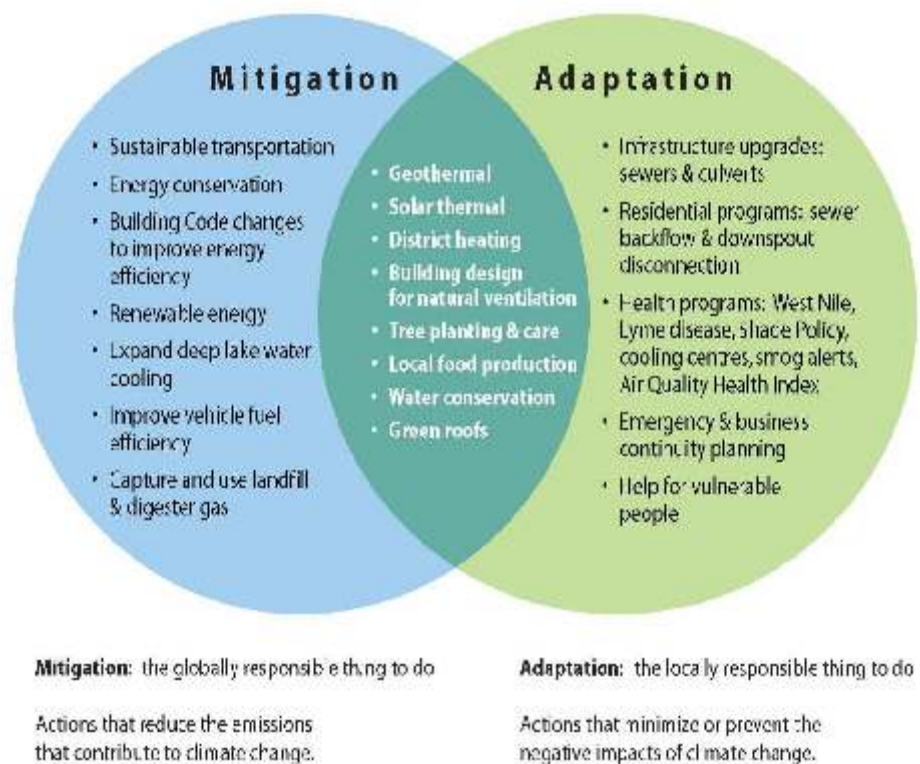 Mitigation
• Sustainable transportation
• Energy conservation
• Building Code changes
to improve energy
efficiency
• Renewable energy
• Expand deep lake water
cooling
• Improve vehicle fuel
efficiency
• Capture and use landfill
& digester gas
• Geothermal
• Solar thermal
• District heating
• Building design
for natural ventilation
• Tree planting & care
• Local food production
• Water conservation
• Green roofs
Adaptation
• Infrastructure upgrades:
sewers & culverts
• Residential programs: sewer
backflow & downspout
disconnection
• Health programs: West Nile,
Lyme disease, shade Policy,
cooling centres, smog alerts,
Air Quality Health Index
• Emergency & business
continuity planning
• Help for vulnerable
people
Mitigation: the globally responsible thing to do
Actions that reduce the emissions
that contribute to climate change.
Adaptation: the locally responsible thing to do
Actions that minimize or prevent the
negative impacts of climate change.